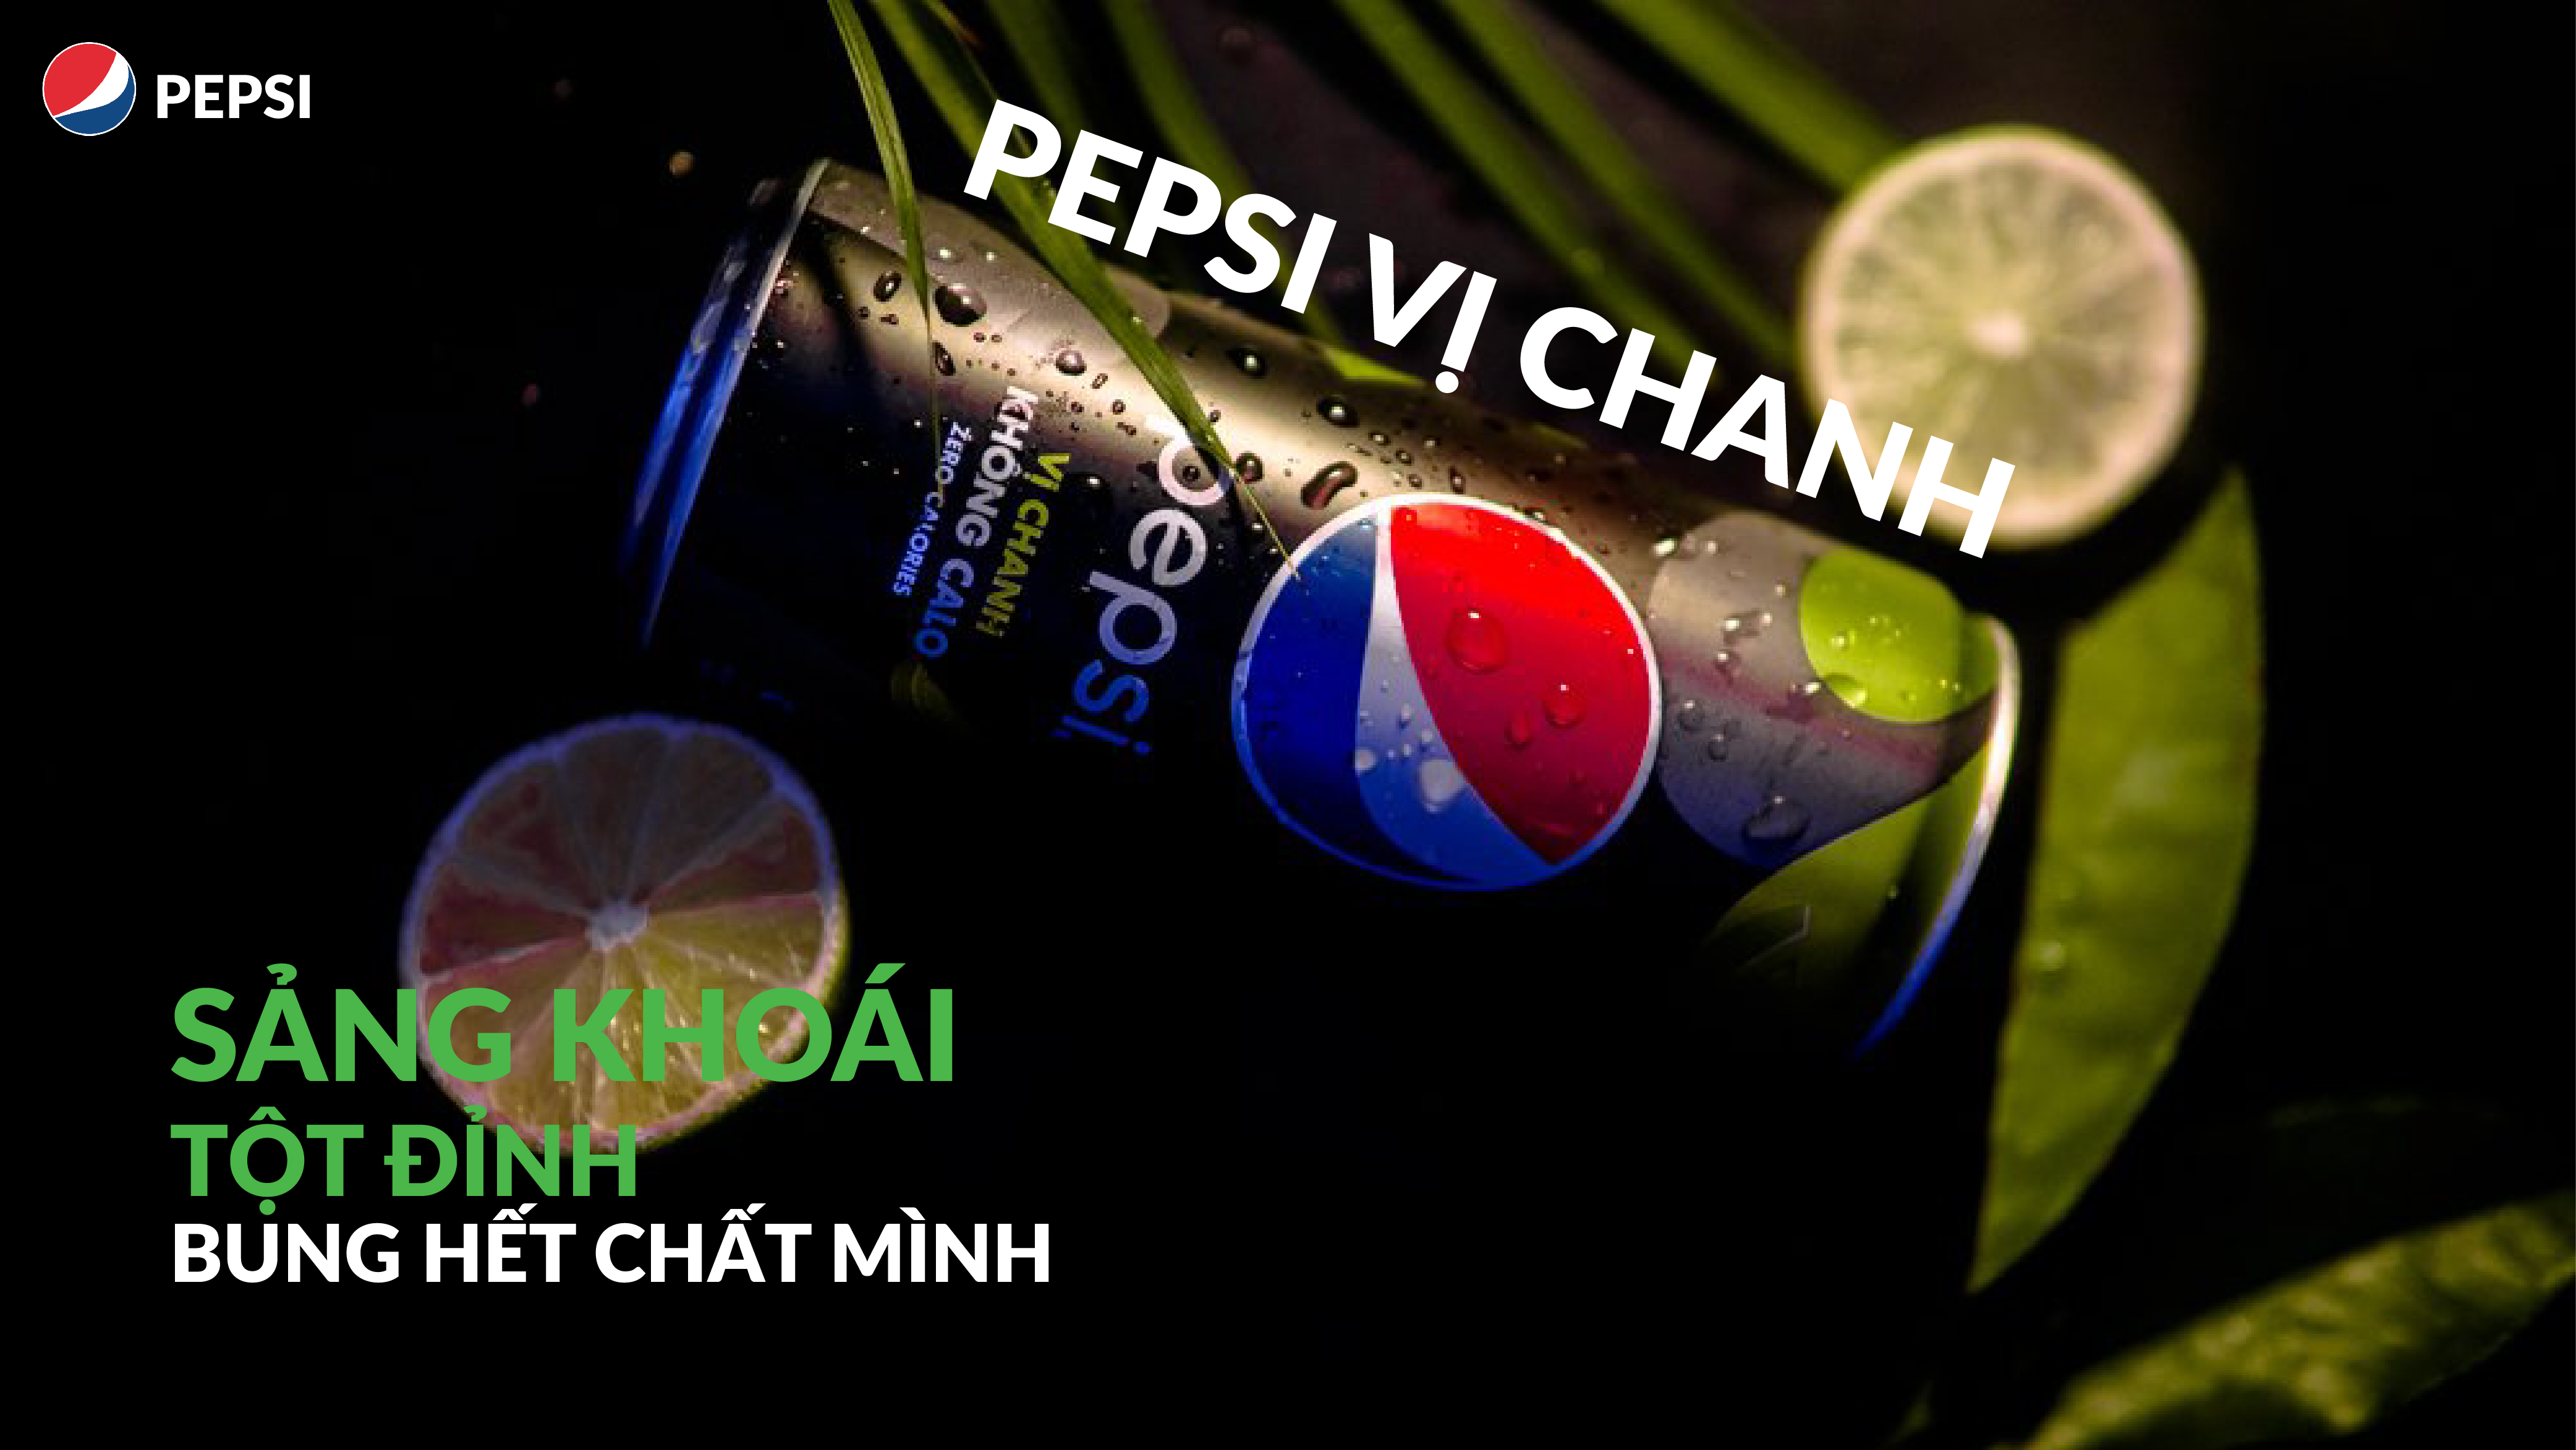 PEPSI
PEPSI VỊ CHANH
pepsi
VỊ CHANH
KHÔNG CALO
ZERO CALORIES
SẢNG KHOÁI
TỘT ĐỈNH
BUNG HẾT CHẤT MÌNH